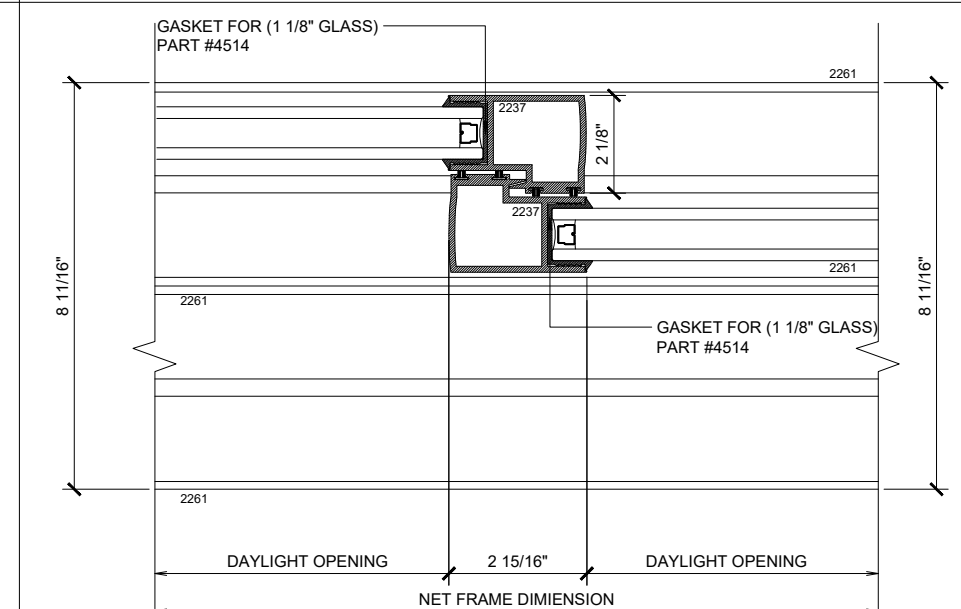 GASKET FOR (1 1/8" GLASS)
PART #4514
2261
2237
2 1/8"
2237
2261
8 11/16"
8 11/16"
2261
GASKET FOR (1 1/8" GLASS)
PART #4514
2261
DAYLIGHT OPENING
2 15/16"
DAYLIGHT OPENING
NET FRAME DIMIENSION